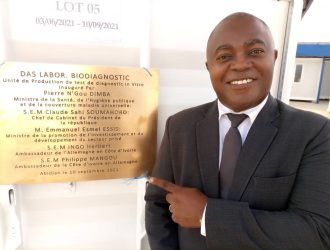 LOT 05
03/06/2021 - 10/09/2021
DAS LABOR. BIODIAGNOSTIC
Unité de Production de test de diagnostic in Vitro
Inauguré Par
Pierre N'Gou DIMBA
Ministre de la Santé, de l'Hygiène publique
et de la couverture maladie universelle
S.E.M Claude Sahi SOUMAHORO
Chef de Cabinet du Président de
la république
M. Emmanuel Esmel ESSIS
Ministre de la promotion de l'investissement et du
développement du secteur privé
S.E.M INGO Herbert
Ambassadeur de l'Allemagne en Côte d'Ivoire
S.E.M Philippe MANGOU
Ambassadeur de la Côte d'Ivoire en Allemagne
Abidjan le 10 septembre 2021